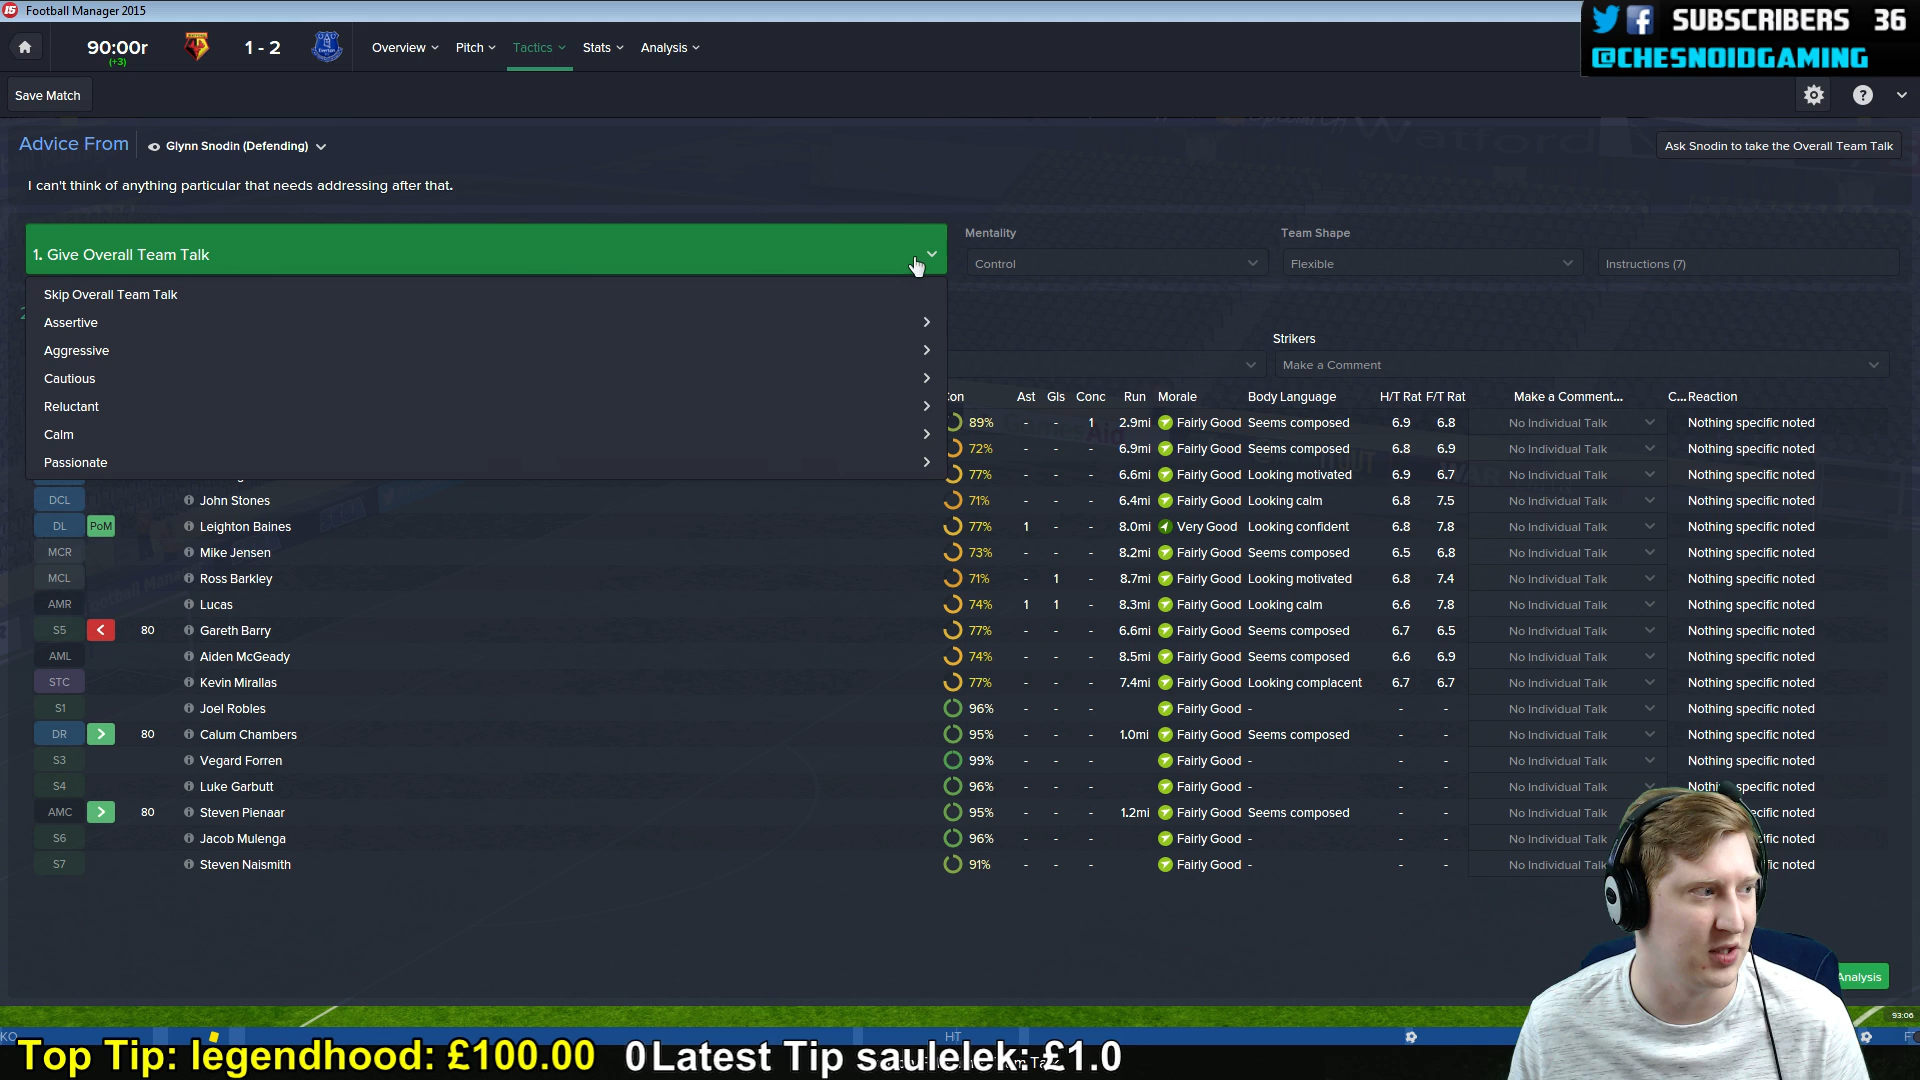 Football Manager 2015
SUBSCRIBERS 36
@CHESNOIDGAMING
90:00r
(+3)
1 - 2
Overview
Pitch
Tactics
Stats
Analysis
Save Match
Advice From
Glynn Snodin (Defending)
Ask Snodin to take the Overall Team Talk
I can't think of anything particular that needs addressing after that.
1. Give Overall Team Talk
Mentality
Team Shape
Control
Flexible
Instructions (7)
Skip Overall Team Talk
Assertive
Aggressive
Cautious
Reluctant
Calm
Passionate
Strikers
Make a Comment
Ast Gls Conc Run Morale Body Language H/T Rat F/T Rat Make a Comment... C... Reaction
89% - - 1 2.9mi Fairly Good Seems composed 6.9 6.8 No Individual Talk Nothing specific noted
72% - - - 6.9mi Fairly Good Seems composed 6.8 6.9 No Individual Talk Nothing specific noted
77% - - - 6.6mi Fairly Good Looking motivated 6.9 6.7 No Individual Talk Nothing specific noted
DCL John Stones 71% - - - 6.4mi Fairly Good Looking calm 6.8 7.5 No Individual Talk Nothing specific noted
DL PoM Leighton Baines 77% 1 - - 8.0mi Very Good Looking confident 6.8 7.8 No Individual Talk Nothing specific noted
MCR Mike Jensen 73% - - - 8.2mi Fairly Good Seems composed 6.5 6.8 No Individual Talk Nothing specific noted
MCL Ross Barkley 71% - 1 - 8.7mi Fairly Good Looking motivated 6.8 7.4 No Individual Talk Nothing specific noted
AMR Lucas 74% 1 1 - 8.3mi Fairly Good Looking calm 6.6 7.8 No Individual Talk Nothing specific noted
S5 80 Gareth Barry 77% - - - 6.6mi Fairly Good Seems composed 6.7 6.5 No Individual Talk Nothing specific noted
AML Aiden McGeady 74% - - - 8.5mi Fairly Good Seems composed 6.6 6.9 No Individual Talk Nothing specific noted
STC Kevin Mirallas 77% - - - 7.4mi Fairly Good Looking complacent 6.7 6.7 No Individual Talk Nothing specific noted
S1 Joel Robles 96% - - - Fairly Good - - - No Individual Talk Nothing specific noted
DR 80 Calum Chambers 95% - - - 1.0mi Fairly Good Seems composed - - No Individual Talk Nothing specific noted
S3 Vegard Forren 99% - - - Fairly Good - - - No Individual Talk Nothing specific noted
S4 Luke Garbutt 96% - - - Fairly Good - - - No Individual Talk
AMC 80 Steven Pienaar 95% - - - 1.2mi Fairly Good Seems composed - - No Individual Talk
S6 Jacob Mulenga 96% - - - Fairly Good - - - No Individual Talk
S7 Steven Naismith 91% - - - Fairly Good - - - No Individual Talk
Analysis
93:06
KO HT
Top Tip: legendhood: £100.00 0Latest Tip saulelek: £1.0